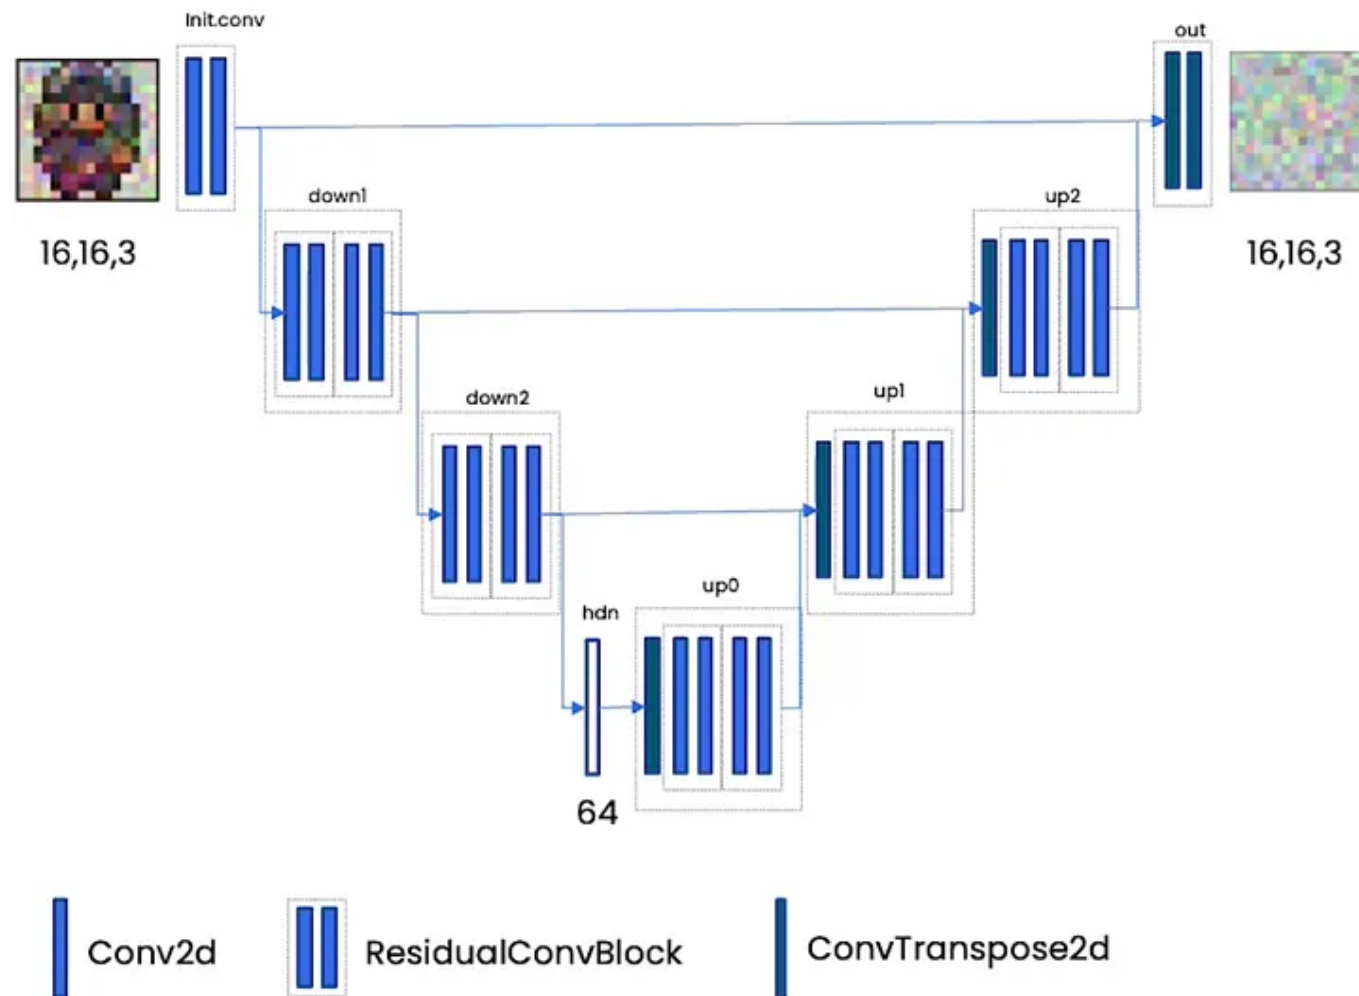 Init.conv
out
16,16,3
16,16,3
down1
up2
down2
up1
hdn
up0
64
Conv2d
ResidualConvBlock
ConvTranspose2d